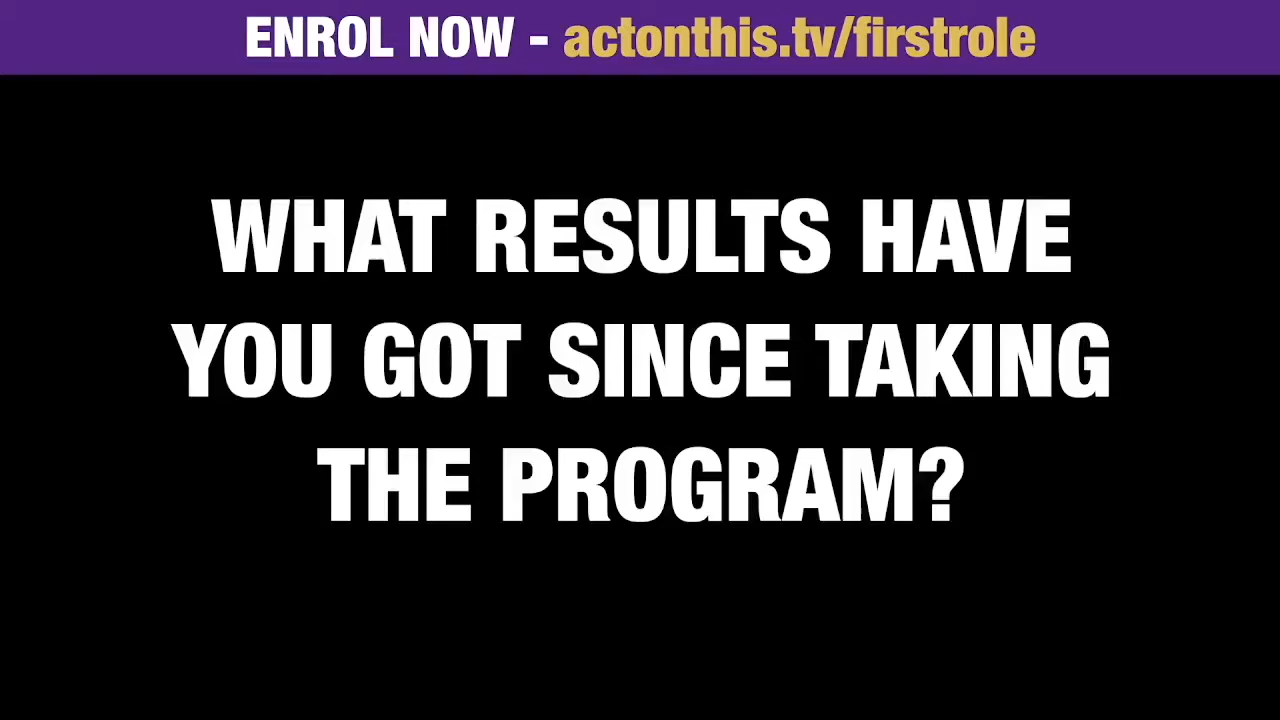 ENROL NOW - actonthis.tv/firstrole
WHAT RESULTS HAVE
YOU GOT SINCE TAKING
THE PROGRAM?